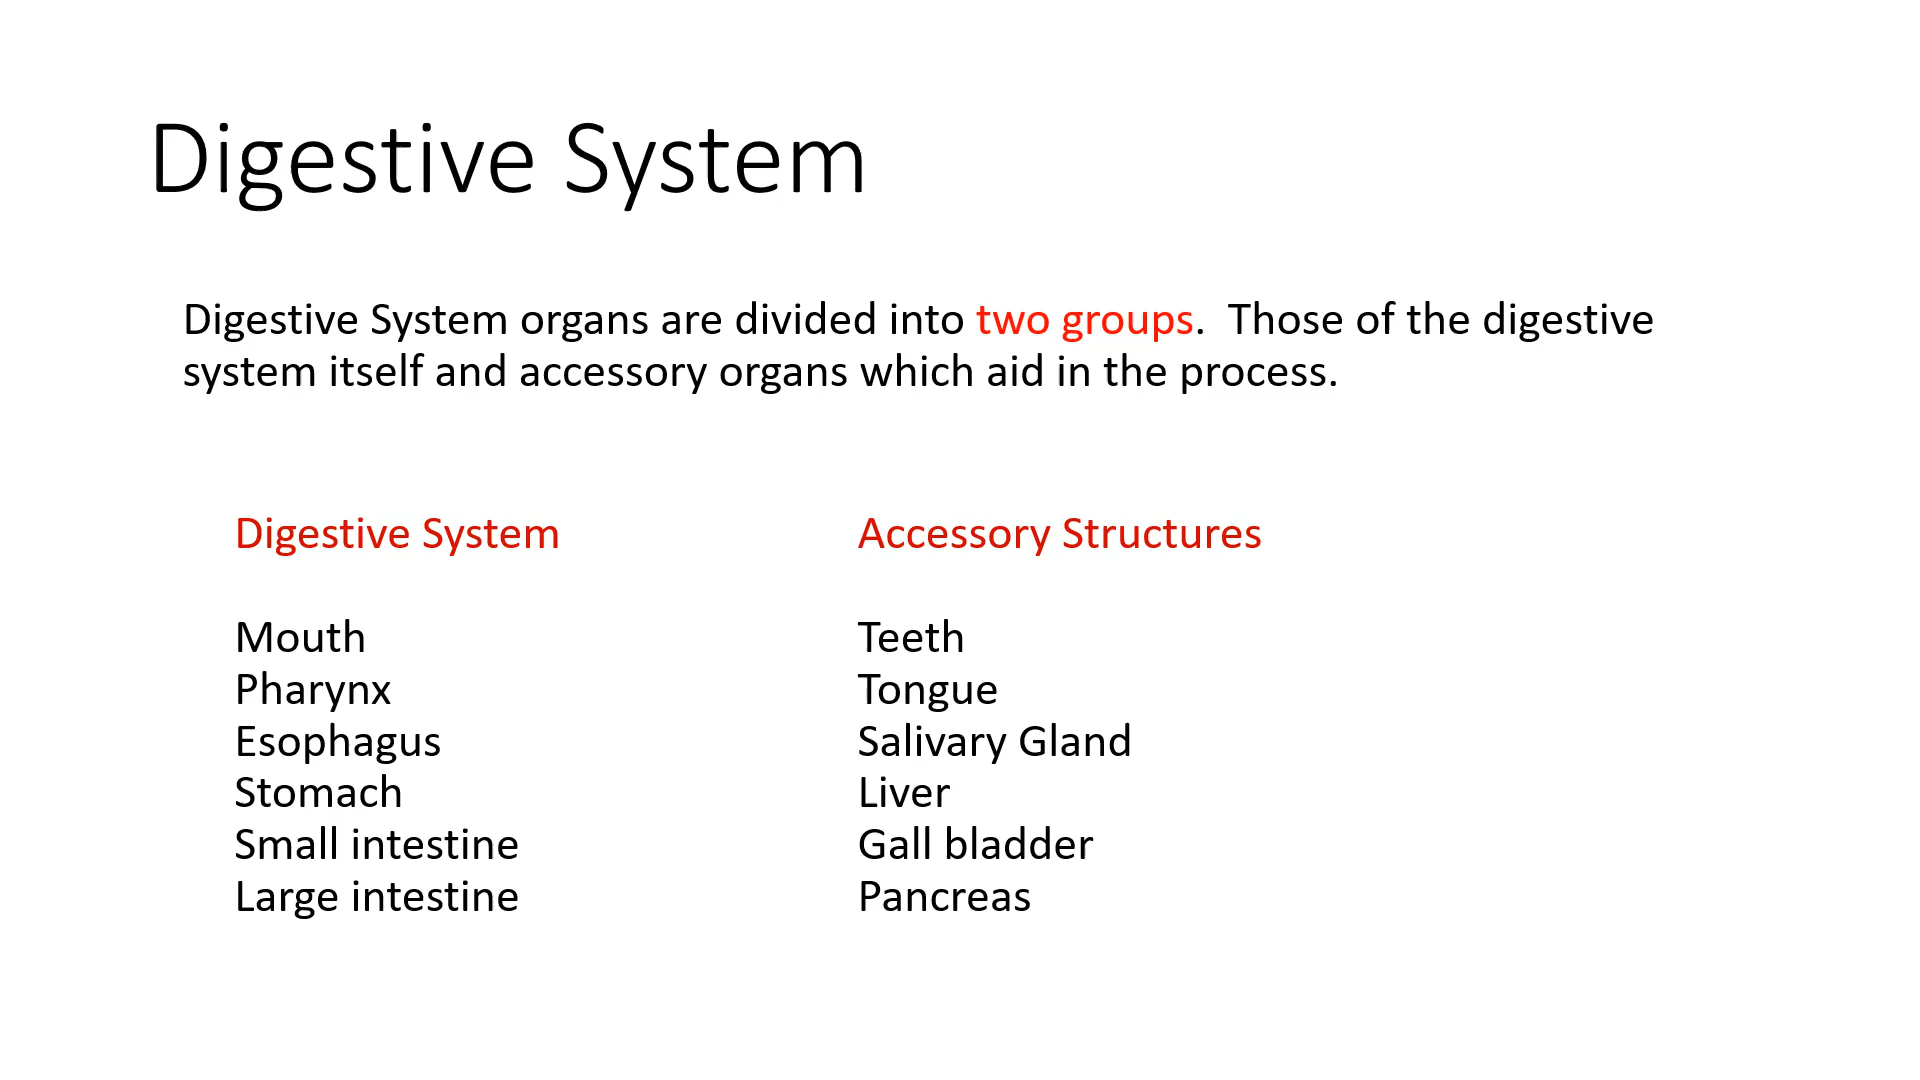 Digestive System
Digestive System organs are divided into two groups.  Those of the digestive
system itself and accessory organs which aid in the process.
Digestive System
Mouth
Pharynx
Esophagus
Stomach
Small intestine
Large intestine
Accessory Structures
Teeth
Tongue
Salivary Gland
Liver
Gall bladder
Pancreas